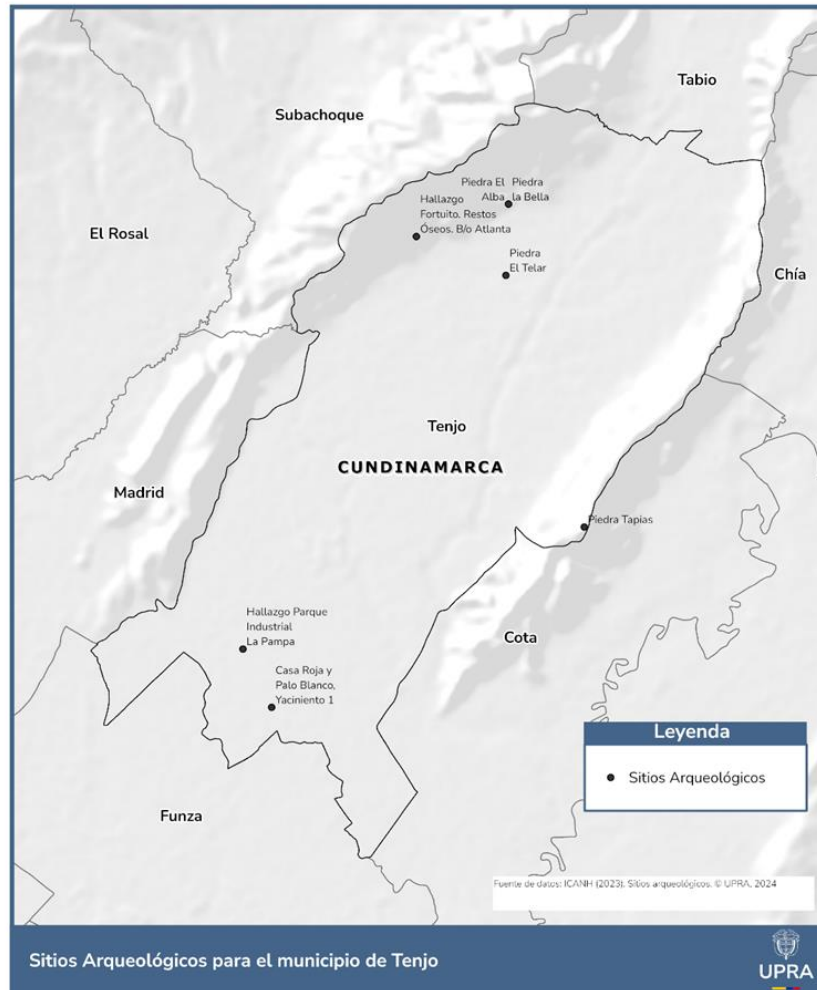 Tabio
Subachoque
Piedra El
Alba
Piedra
la Bella
Hallazgo
Fortuito. Restos
Óseos. B/o Atlanta
El Rosal
Piedra
El Telar
Chía
Tenjo
CUNDINAMARCA
Madrid
Piedra Tapias
Hallazgo Parque
Industrial
La Pampa
Cota
Casa Roja y
Palo Blanco,
Yaciniento 1
Leyenda
Sitios Arqueológicos
Funza
Fuente de datos: ICANH (2023). Sitios arqueológicos. © UPRA, 2024
Sitios Arqueológicos para el municipio de Tenjo
UPRA